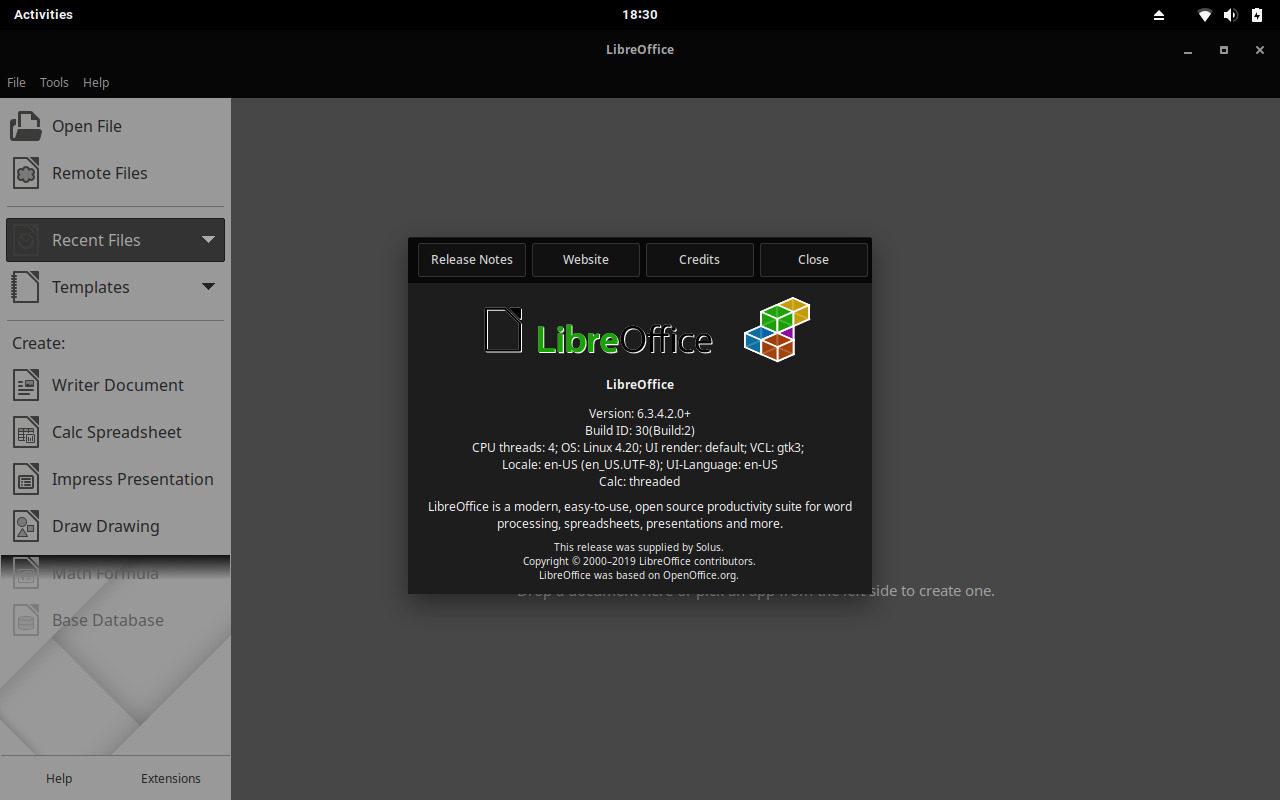 Activities
18:30
LibreOffice
File Tools Help
Open File
Remote Files
Recent Files
Templates
Create:
Writer Document
Calc Spreadsheet
Impress Presentation
Draw Drawing
Math Formula
Base Database
Help
Extensions
Release Notes
Website
Credits
Close
LibreOffice
LibreOffice
Version: 6.3.4.2.0+
Build ID: 30(Build:2)
CPU threads: 4; OS: Linux 4.20; UI render: default; VCL: gtk3;
Locale: en-US (en_US.UTF-8); UI-Language: en-US
Calc: threaded
LibreOffice is a modern, easy-to-use, open source productivity suite for word
processing, spreadsheets, presentations and more.
This release was supplied by Solus.
Copyright © 2000–2019 LibreOffice contributors.
LibreOffice was based on OpenOffice.org.
Drop a document here or pick an app from the left side to create one.